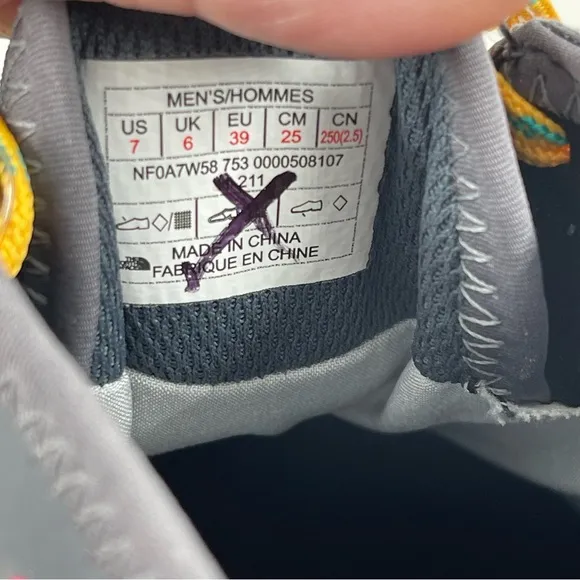 MEN'S/HOMMES
US UK EU CM CN
7 6 39 25 250(2.5)
NF0A7W58 753 0000508107
211
MADE IN CHINA
FABRIQUE EN CHINE